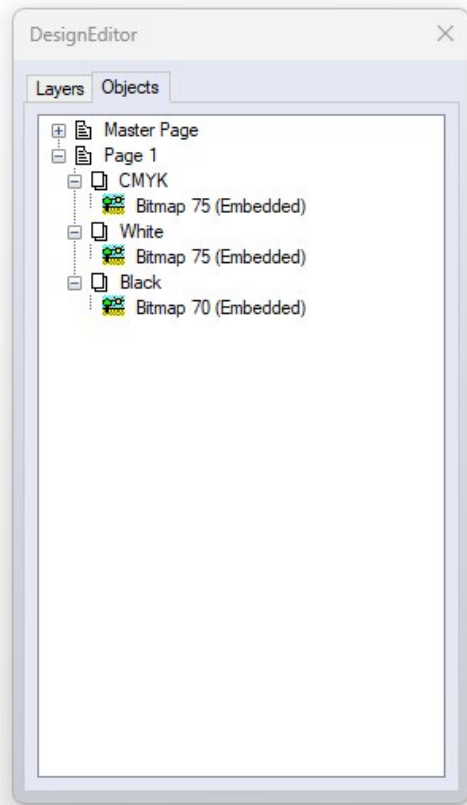 DesignEditor
Layers Objects
Master Page
Page 1
CMYK
Bitmap 75 (Embedded)
White
Bitmap 75 (Embedded)
Black
Bitmap 70 (Embedded)